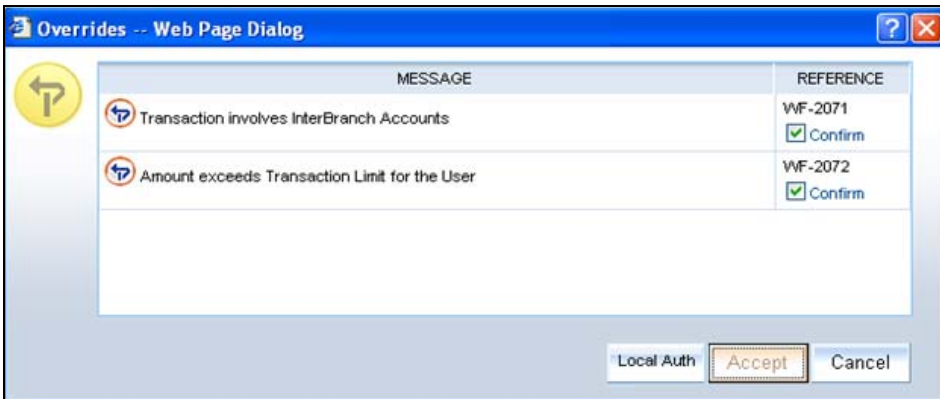 Overrides -- Web Page Dialog
MESSAGE REFERENCE
Transaction involves InterBranch Accounts WF-2071
Confirm
Amount exceeds Transaction Limit for the User WF-2072
Confirm
Local Auth Accept Cancel